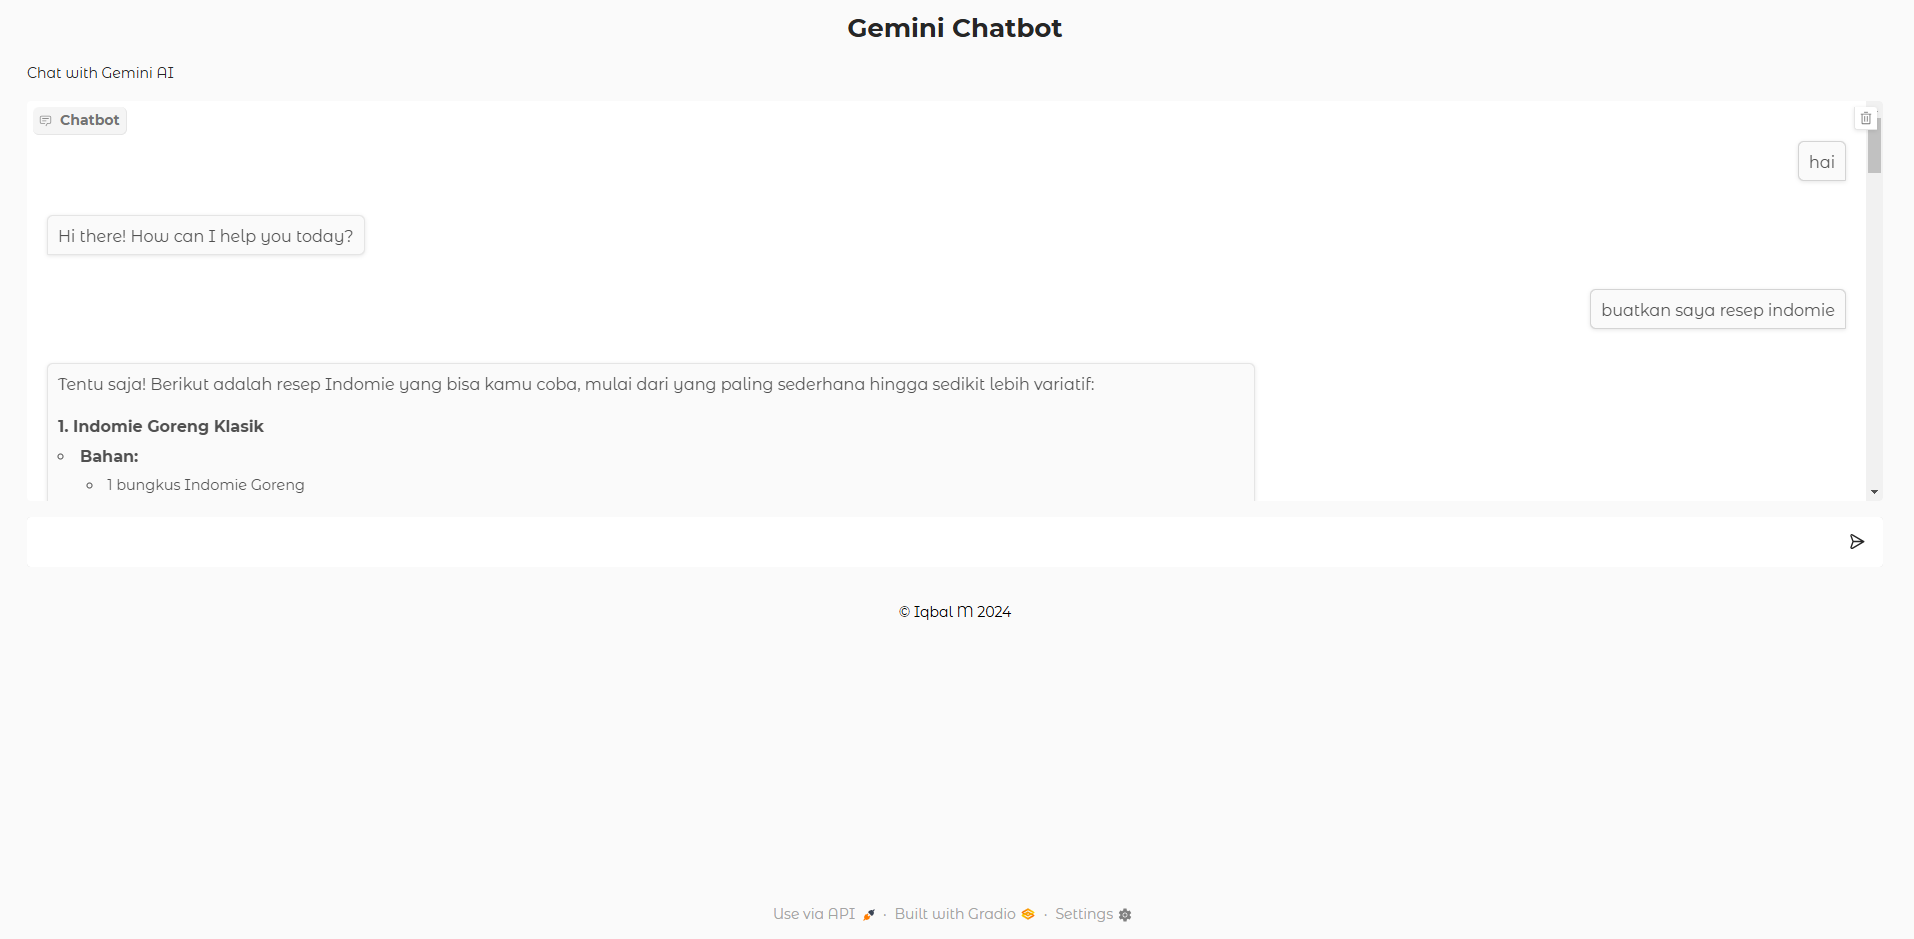 Gemini Chatbot
Chat with Gemini AI
Chatbot
hai
Hi there! How can I help you today?
buatkan saya resep indomie
Tentu saja! Berikut adalah resep Indomie yang bisa kamu coba, mulai dari yang paling sederhana hingga sedikit lebih variatif:
1. Indomie Goreng Klasik
Bahan:
1 bungkus Indomie Goreng
© Iqbal M 2024
Use via API · Built with Gradio · Settings